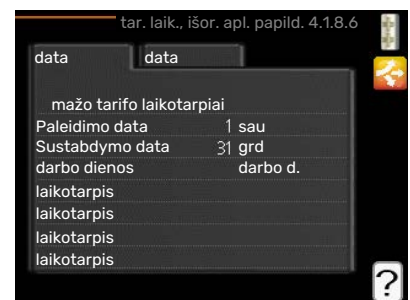 tar. laik., išor. apl. papild. 4.1.8.6
data data
mažo tarifo laikotarpiai
Paleidimo data 1 sau
Sustabdymo data 31 grd
darbo dienos darbo d.
laikotarpis
laikotarpis
laikotarpis
laikotarpis
?